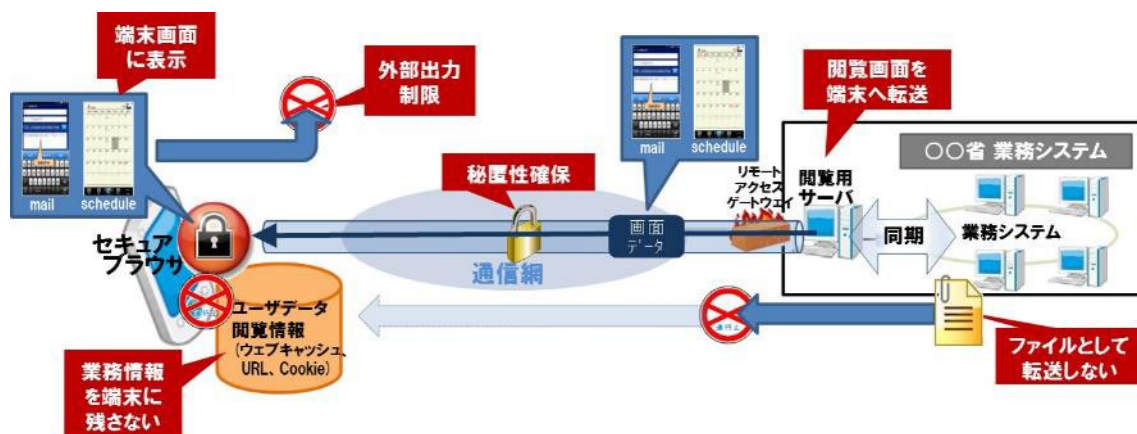 端末画面
に表示
mail
schedule
外部出力
制限
mail
schedule
閲覧画面を
端末へ転送
〇〇省 業務システム
秘匿性確保
リモート
アクセス
ゲートウェイ
閲覧用
サーバ
画面
データ
同期
業務システム
セキュア
ブラウザ
通信網
ユーザデータ
閲覧情報
(ウェブキャッシュ、
URL、Cookie)
業務情報
を端末に
残さない
ファイルとして
転送しない